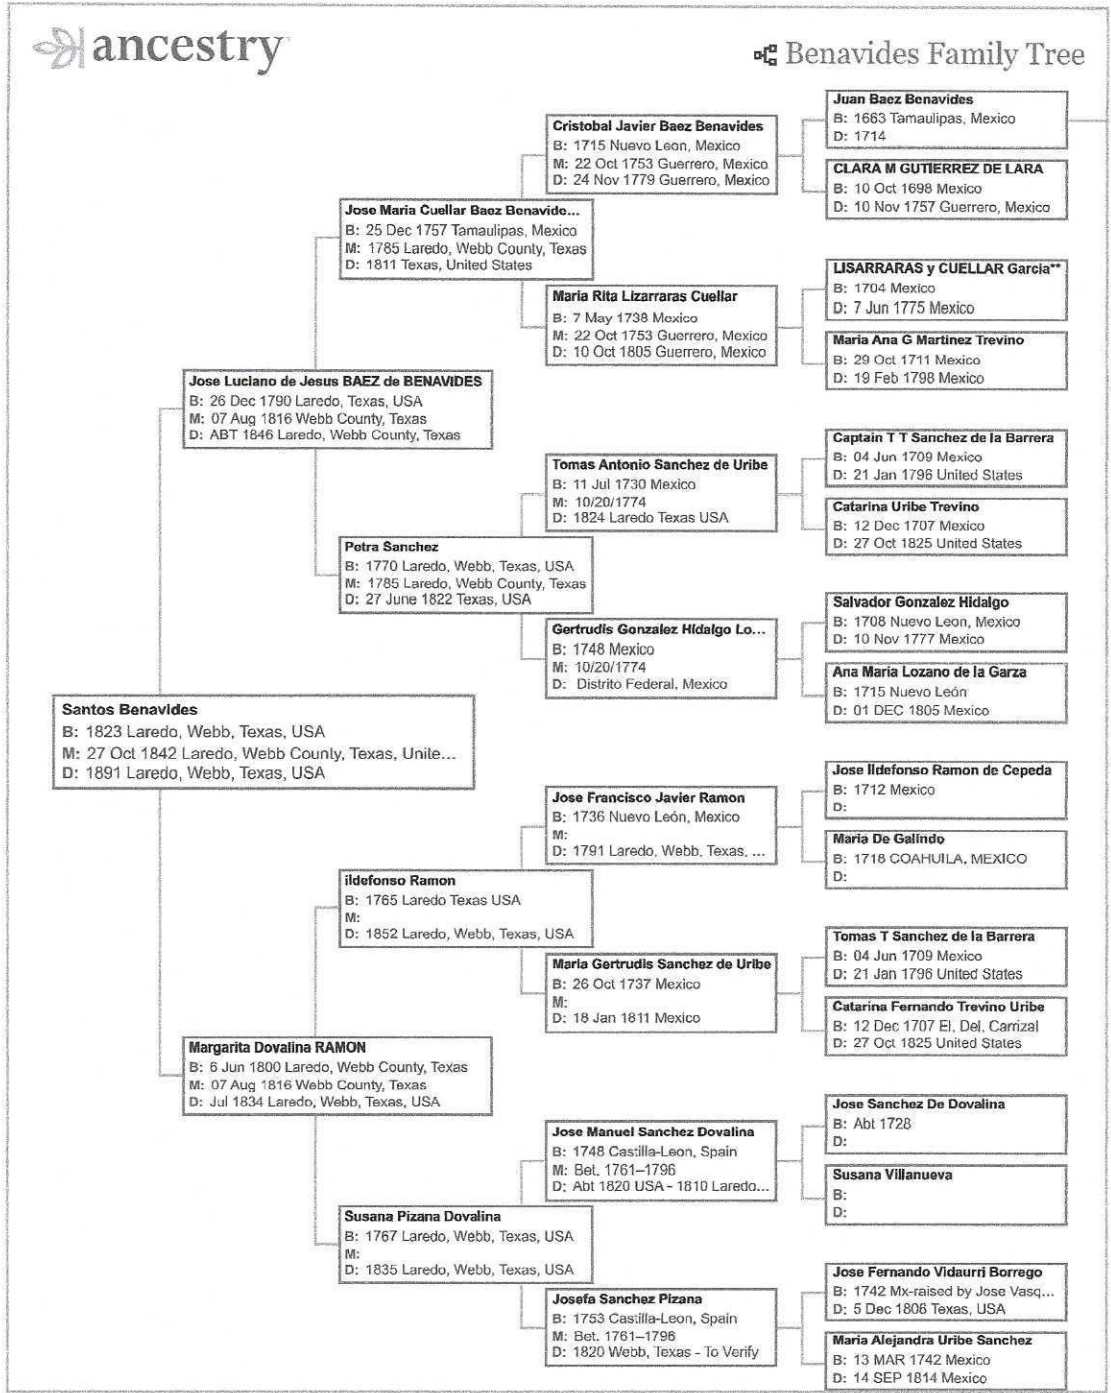 ancestry
Benavides Family Tree
Juan Baez Benavides
B: 1663 Tamaulipas, Mexico
D: 1714
Cristobal Javier Baez Benavides
B: 1715 Nuevo Leon, Mexico
M: 22 Oct 1753 Guerrero, Mexico
D: 24 Nov 1779 Guerrero, Mexico
CLARA M GUTIERREZ DE LARA
B: 10 Oct 1698 Mexico
D: 10 Nov 1757 Guerrero, Mexico
Jose Maria Cuellar Baez Benavide...
B: 25 Dec 1757 Tamaulipas, Mexico
M: 1785 Laredo, Webb County, Texas
D: 1811 Texas, United States
LISARRARAS y CUELLAR Garcia**
B: 1704 Mexico
D: 7 Jun 1775 Mexico
Maria Rita Lizarraras Cuellar
B: 7 May 1738 Mexico
M: 22 Oct 1753 Guerrero, Mexico
D: 10 Oct 1805 Guerrero, Mexico
Maria Ana G Martinez Trevino
B: 29 Oct 1711 Mexico
D: 19 Feb 1798 Mexico
Jose Luciano de Jesus BAEZ de BENAVIDES
B: 26 Dec 1790 Laredo, Texas, USA
M: 07 Aug 1816 Webb County, Texas
D: ABT 1846 Laredo, Webb County, Texas
Captain T T Sanchez de la Barrera
B: 04 Jun 1709 Mexico
D: 21 Jan 1796 United States
Tomas Antonio Sanchez de Uribe
B: 11 Jul 1730 Mexico
M: 10/20/1774
D: 1824 Laredo Texas USA
Catarina Uribe Trevino
B: 12 Dec 1707 Mexico
D: 27 Oct 1825 United States
Petra Sanchez
B: 1770 Laredo, Webb, Texas, USA
M: 1785 Laredo, Webb County, Texas
D: 27 June 1822 Texas, USA
Salvador Gonzalez Hidalgo
B: 1708 Nuevo Leon, Mexico
D: 10 Nov 1777 Mexico
Gertrudis Gonzalez Hidalgo Lo...
B: 1748 Mexico
M: 10/20/1774
D: Distrito Federal, Mexico
Ana Maria Lozano de la Garza
B: 1715 Nuevo León
D: 01 DEC 1805 Mexico
Santos Benavides
B: 1823 Laredo, Webb, Texas, USA
M: 27 Oct 1842 Laredo, Webb County, Texas, Unite...
D: 1891 Laredo, Webb, Texas, USA
Jose Ildefonso Ramon de Cepeda
B: 1712 Mexico
D:
Jose Francisco Javier Ramon
B: 1736 Nuevo León, Mexico
M:
D: 1791 Laredo, Webb, Texas, ...
Maria De Galindo
B: 1718 COAHUILA, MEXICO
D:
ildefonso Ramon
B: 1765 Laredo Texas USA
M:
D: 1852 Laredo, Webb, Texas, USA
Tomas T Sanchez de la Barrera
B: 04 Jun 1709 Mexico
D: 21 Jan 1796 United States
Maria Gertrudis Sanchez de Uribe
B: 26 Oct 1737 Mexico
M:
D: 18 Jan 1811 Mexico
Catarina Fernando Trevino Uribe
B: 12 Dec 1707 El, Del, Carrizal
D: 27 Oct 1825 United States
Margarita Dovalina RAMON
B: 6 Jun 1800 Laredo, Webb County, Texas
M: 07 Aug 1816 Webb County, Texas
D: Jul 1834 Laredo, Webb, Texas, USA
Jose Sanchez De Dovalina
B: Abt 1728
D:
Jose Manuel Sanchez Dovalina
B: 1748 Castilla-Leon, Spain
M: Bet. 1761–1796
D: Abt 1820 USA - 1810 Laredo...
Susana Villanueva
B:
D:
Susana Pizana Dovalina
B: 1767 Laredo, Webb, Texas, USA
M:
D: 1835 Laredo, Webb, Texas, USA
Jose Fernando Vidaurri Borrego
B: 1742 Mx-raised by Jose Vasq...
D: 5 Dec 1806 Texas, USA
Josefa Sanchez Pizana
B: 1753 Castilla-Leon, Spain
M: Bet. 1761–1796
D: 1820 Webb, Texas - To Verify
Maria Alejandra Uribe Sanchez
B: 13 MAR 1742 Mexico
D: 14 SEP 1814 Mexico